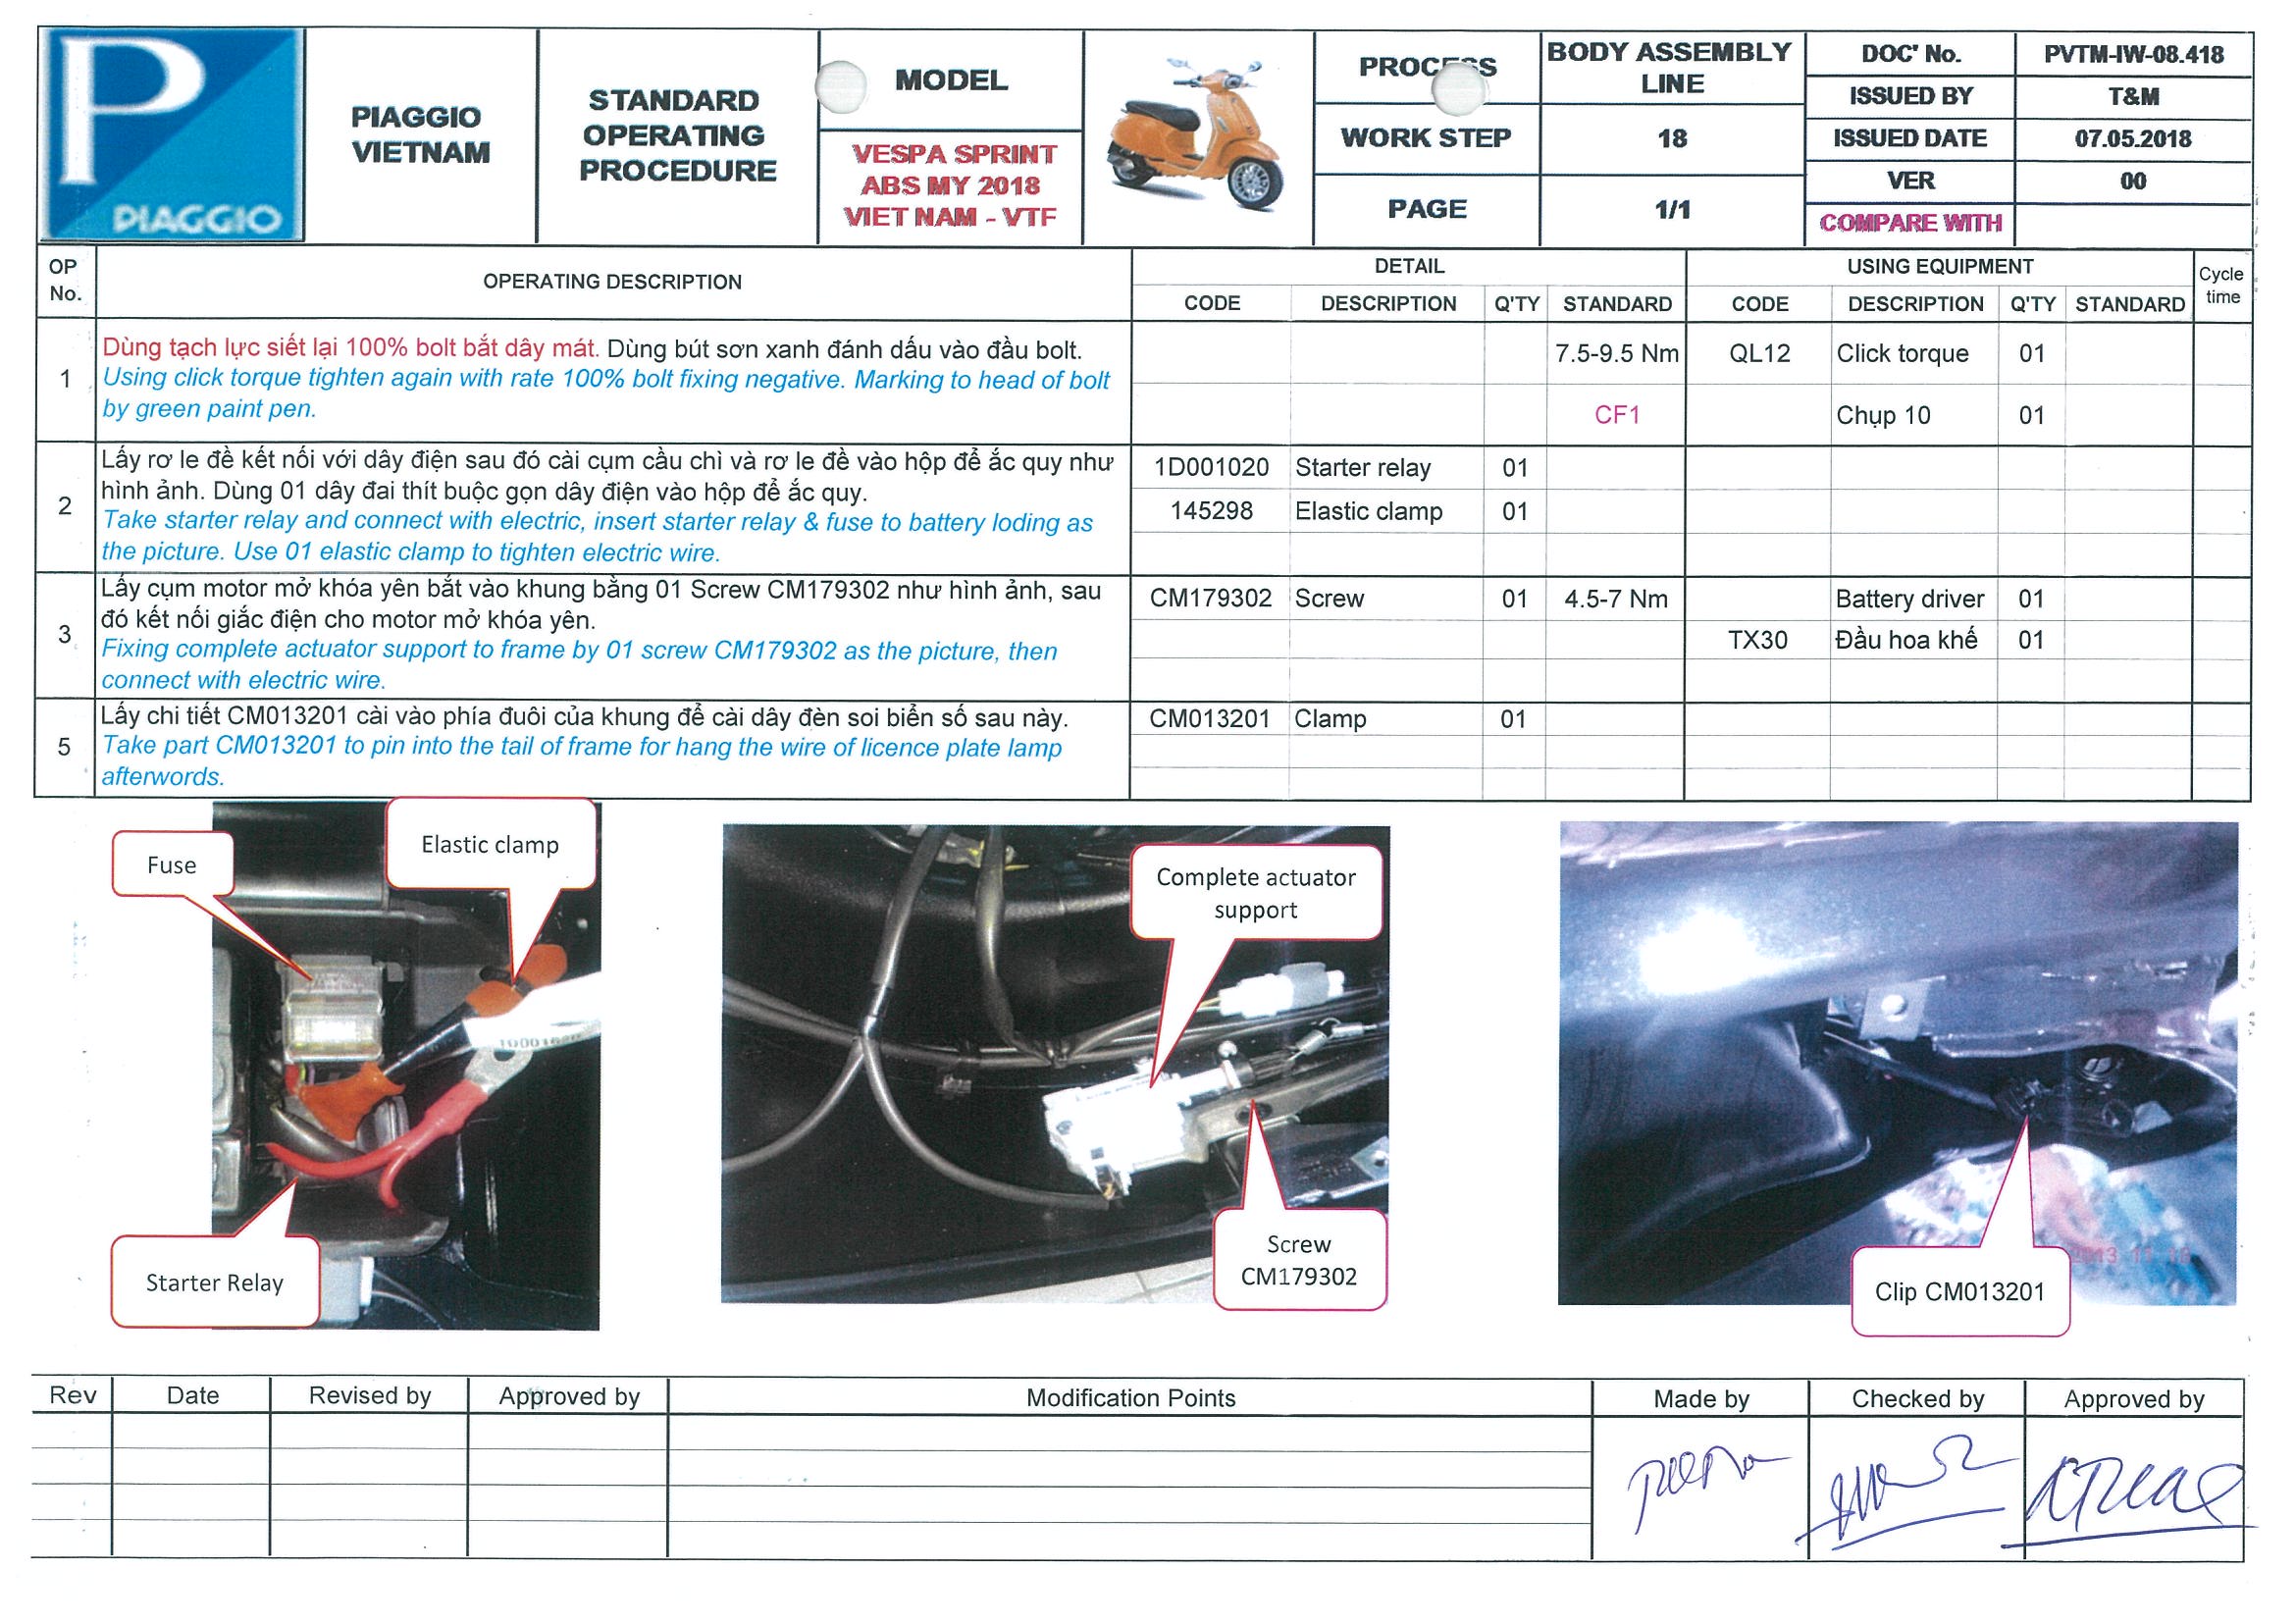 PIAGGIO
PIAGGIO
VIETNAM
STANDARD
OPERATING
PROCEDURE
MODEL
VESPA SPRINT
ABS MY 2018
VIET NAM - VTF
PROCESS
BODY ASSEMBLY
LINE
WORK STEP
18
PAGE
1/1
DOC' No.
PVTM-IW-08.418
ISSUED BY
T&M
ISSUED DATE
07.05.2018
VER
00
COMPARE WITH
OP
No.
OPERATING DESCRIPTION
DETAIL
USING EQUIPMENT
Cycle
time
CODE
DESCRIPTION
Q'TY
STANDARD
CODE
DESCRIPTION
Q'TY
STANDARD
1
Dùng tạch lực siết lại 100% bolt bắt dây mát. Dùng bút sơn xanh đánh dấu vào đầu bolt.
Using click torque tighten again with rate 100% bolt fixing negative. Marking to head of bolt
by green paint pen.
7.5-9.5 Nm
QL12
Click torque
01
CF1
Chụp 10
01
2
Lấy rơ le đề kết nối với dây điện sau đó cài cụm cầu chì và rơ le đề vào hộp để ắc quy như
hình ảnh. Dùng 01 dây đai thít buộc gọn dây điện vào hộp để ắc quy.
Take starter relay and connect with electric, insert starter relay & fuse to battery loding as
the picture. Use 01 elastic clamp to tighten electric wire.
1D001020
Starter relay
01
145298
Elastic clamp
01
3
Lấy cụm motor mở khóa yên bắt vào khung bằng 01 Screw CM179302 như hình ảnh, sau
đó kết nối giắc điện cho motor mở khóa yên.
Fixing complete actuator support to frame by 01 screw CM179302 as the picture, then
connect with electric wire.
CM179302
Screw
01
4.5-7 Nm
Battery driver
01
TX30
Đầu hoa khế
01
5
Lấy chi tiết CM013201 cài vào phía đuôi của khung để cài dây đèn soi biển số sau này.
Take part CM013201 to pin into the tail of frame for hang the wire of licence plate lamp
afterwords.
CM013201
Clamp
01
Fuse
Elastic clamp
Starter Relay
Complete actuator
support
Screw
CM179302
Clip CM013201
Rev
Date
Revised by
Approved by
Modification Points
Made by
Checked by
Approved by